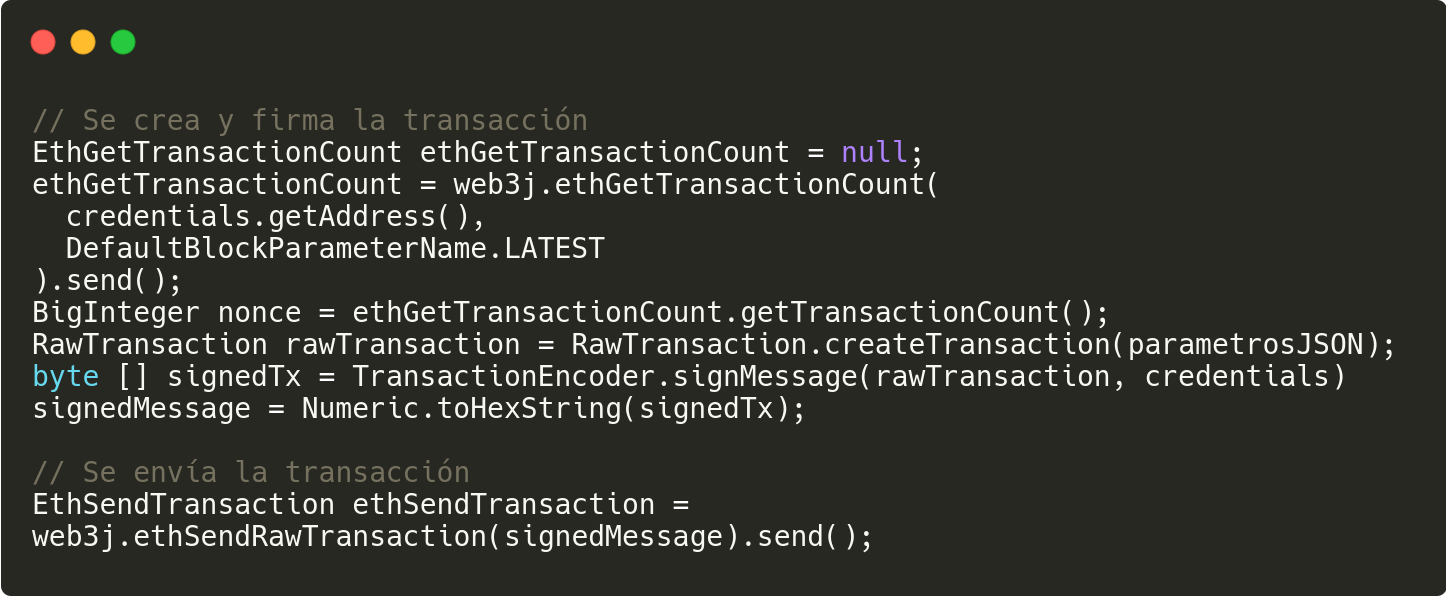 // Se crea y firma la transacción
EthGetTransactionCount ethGetTransactionCount = null;
ethGetTransactionCount = web3j.ethGetTransactionCount(
  credentials.getAddress(),
  DefaultBlockParameterName.LATEST
).send();
BigInteger nonce = ethGetTransactionCount.getTransactionCount();
RawTransaction rawTransaction = RawTransaction.createTransaction(parametrosJSON);
byte [] signedTx = TransactionEncoder.signMessage(rawTransaction, credentials)
signedMessage = Numeric.toHexString(signedTx);

// Se envía la transacción
EthSendTransaction ethSendTransaction =
web3j.ethSendRawTransaction(signedMessage).send();